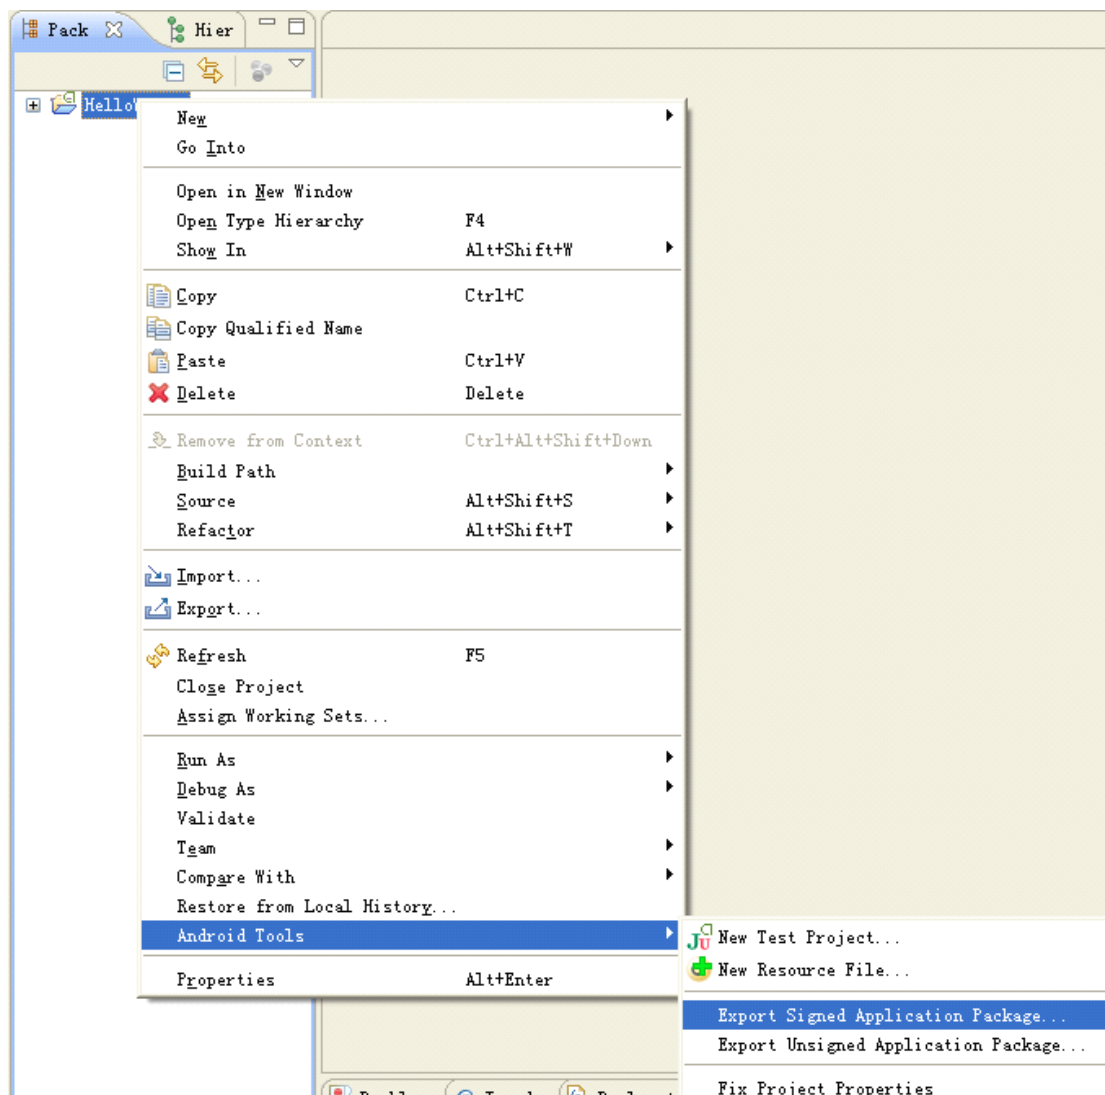 Pack Hier
Hello
New
Go Into
Open in New Window
Open Type Hierarchy F4
Show In Alt+Shift+W
Copy Ctrl+C
Copy Qualified Name
Paste Ctrl+V
Delete Delete
Remove from Context Ctrl+Alt+Shift+Down
Build Path
Source Alt+Shift+S
Refactor Alt+Shift+T
Import...
Export...
Refresh F5
Close Project
Assign Working Sets...
Run As
Debug As
Validate
Team
Compare With
Restore from Local History...
Android Tools
Properties Alt+Enter
New Test Project...
New Resource File...
Export Signed Application Package...
Export Unsigned Application Package...
Fix Project Properties